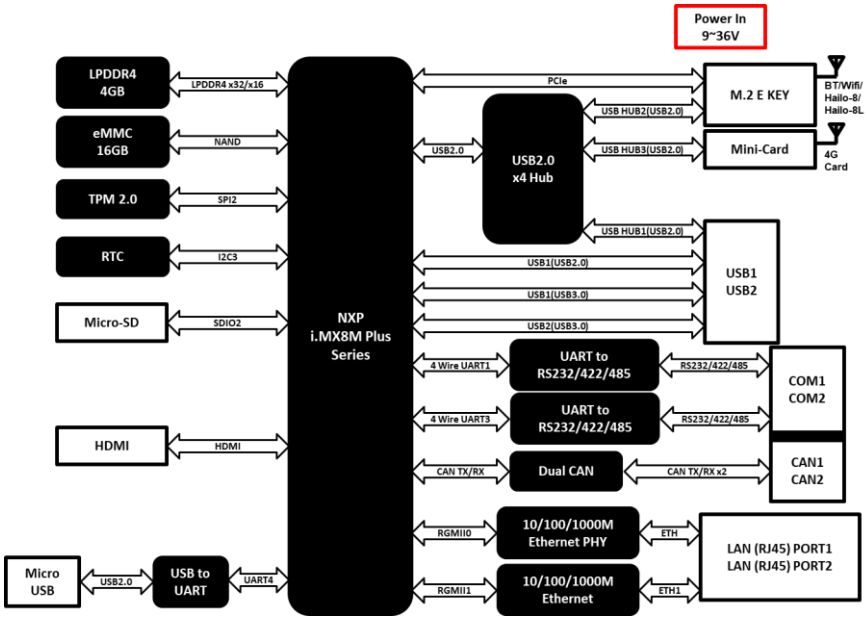 Power In
9~36V
LPDDR4
4GB
LPDDR4 x32/x16
PCIe
M.2 E KEY
BT/Wifi/
Hailo-8/
Hailo-8L
eMMC
16GB
NAND
USB2.0
USB2.0
x4 Hub
USB HUB2(USB2.0)
USB HUB3(USB2.0)
Mini-Card
4G
Card
TPM 2.0
SPI2
USB HUB1(USB2.0)
RTC
I2C3
USB1(USB2.0)
USB1(USB3.0)
USB2(USB3.0)
USB1
USB2
Micro-SD
SDIO2
NXP
i.MX8M Plus
Series
4 Wire UART1
UART to
RS232/422/485
RS232/422/485
COM1
COM2
4 Wire UART3
UART to
RS232/422/485
RS232/422/485
HDMI
HDMI
CAN TX/RX
Dual CAN
CAN TX/RX x2
CAN1
CAN2
RGMII0
10/100/1000M
Ethernet PHY
ETH
LAN (RJ45) PORT1
LAN (RJ45) PORT2
Micro
USB
USB2.0
USB to
UART
UART4
RGMII1
10/100/1000M
Ethernet
ETH1